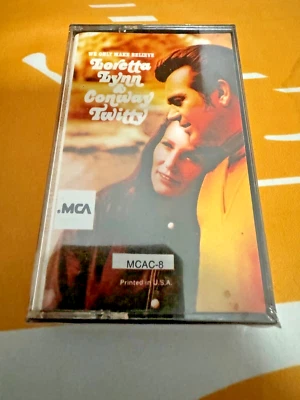 WE ONLY MAKE BELIEVE
Loretta
Lynn
&
Conway
Twitty
.MCA
MCAC-8
Printed in U.S.A.